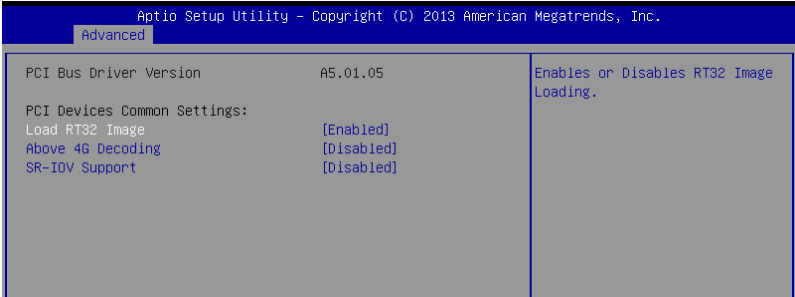 Aptio Setup Utility – Copyright (C) 2013 American Megatrends, Inc.
Advanced
PCI Bus Driver Version A5.01.05
PCI Devices Common Settings:
Load RT32 Image [Enabled]
Above 4G Decoding [Disabled]
SR-IOV Support [Disabled]
Enables or Disables RT32 Image
Loading.